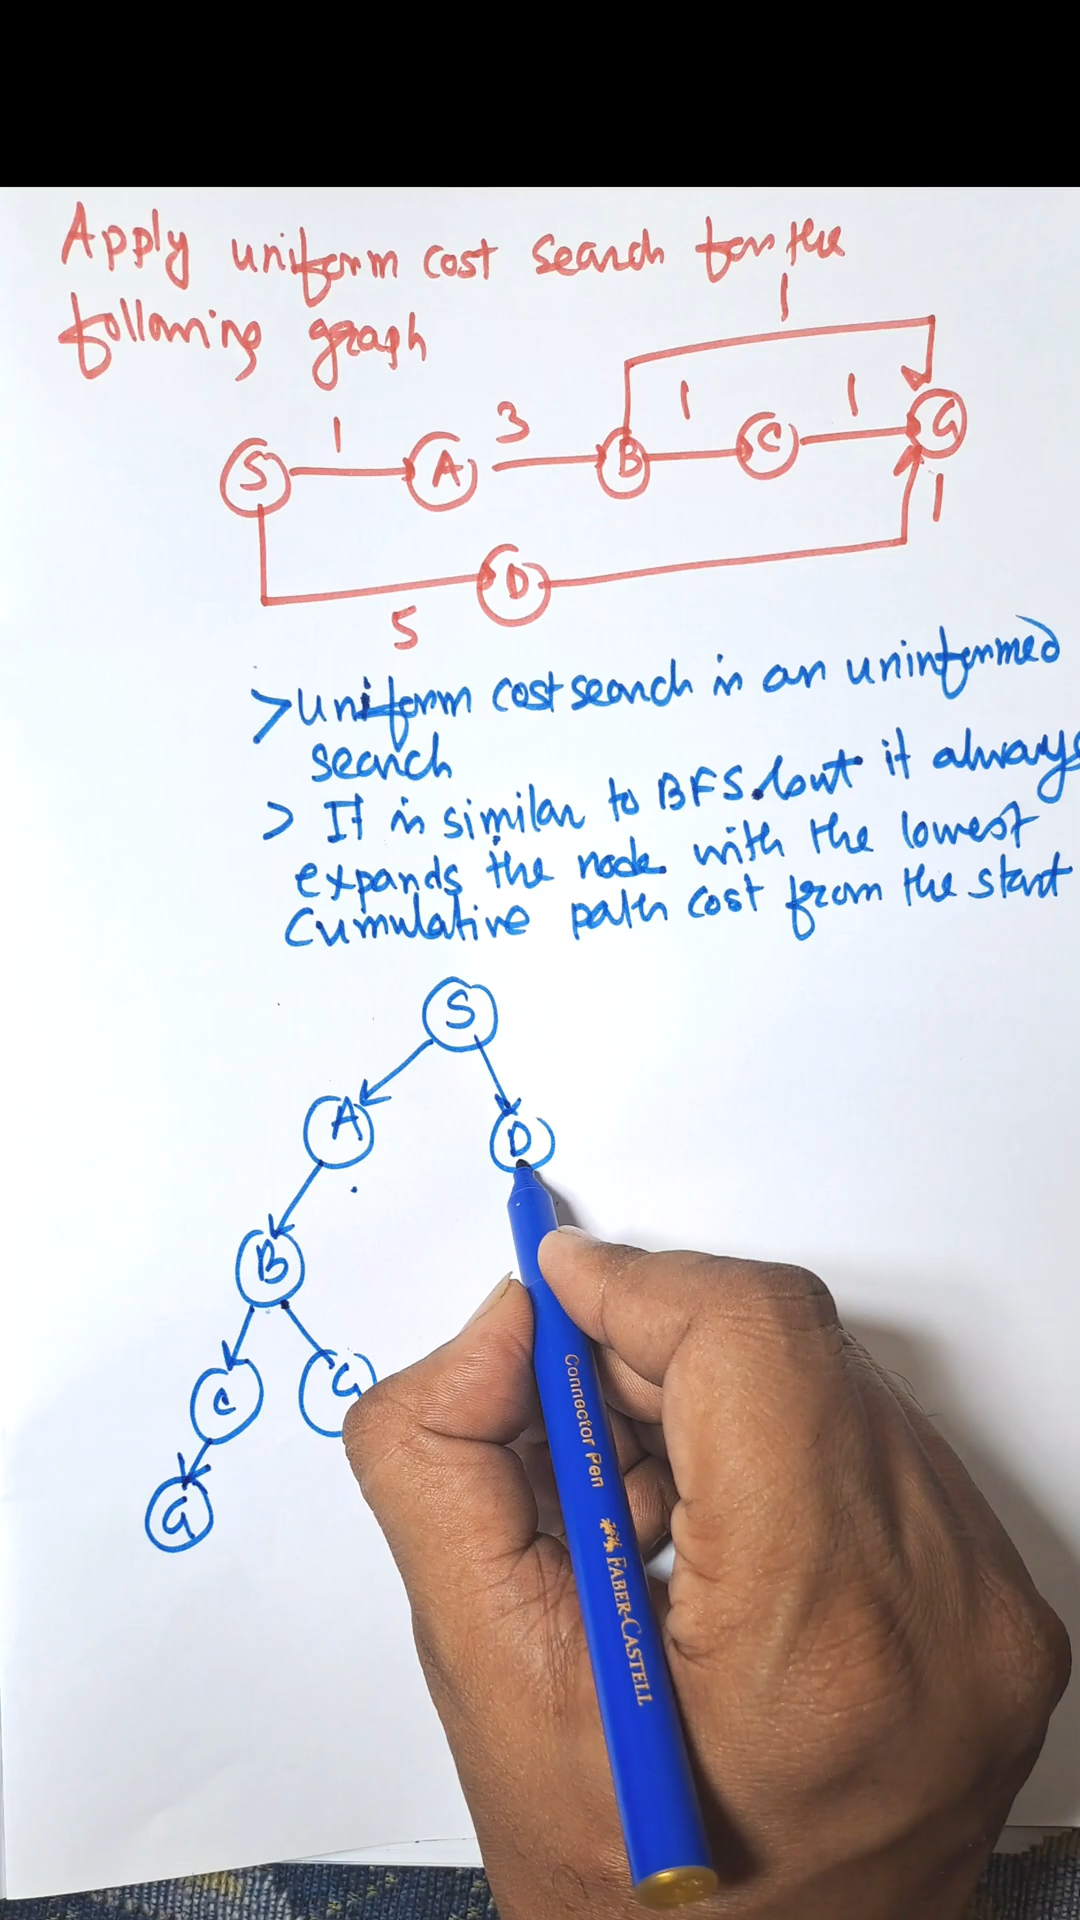 Apply uniform cost search for the
following graph
1
S
1
A
3
B
1
C
1
G
1
D
5
> Uniform cost search is an uninformed
search
> It is similar to BFS. but it always
expands the node with the lowest
Cumulative path cost from the start
S
A
D
B
C
G
G
Connector Pen
FABER-CASTELL